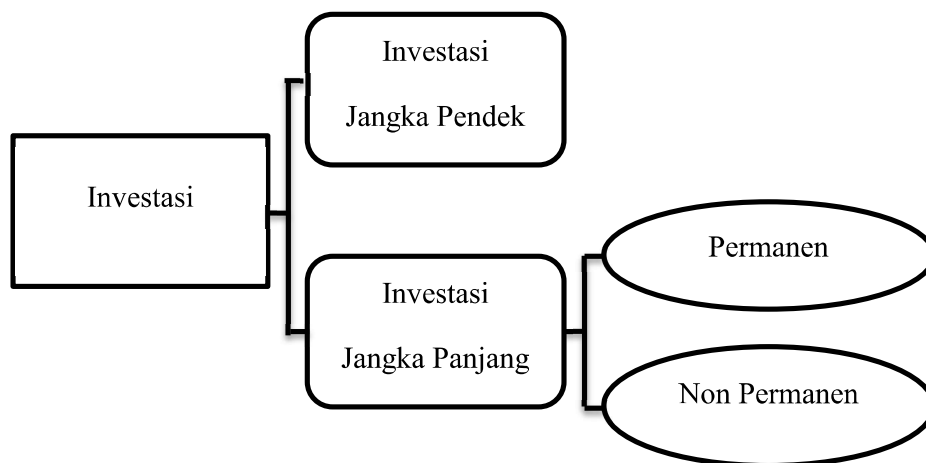 Investasi
Jangka Pendek
Investasi
Investasi
Jangka Panjang
Permanen
Non Permanen